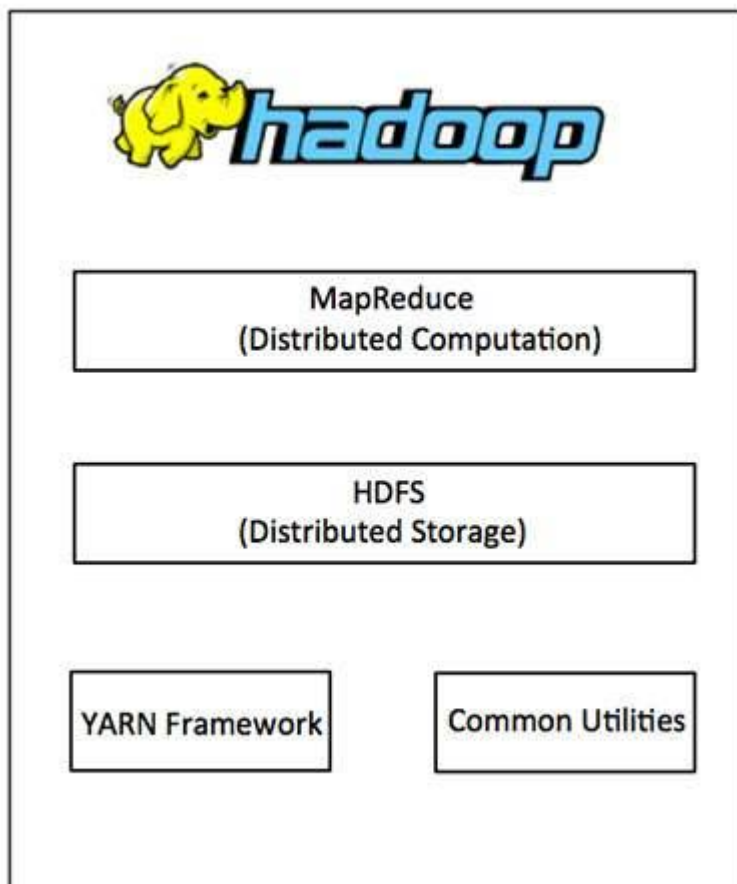 hadoop
MapReduce
(Distributed Computation)
HDFS
(Distributed Storage)
YARN Framework
Common Utilities